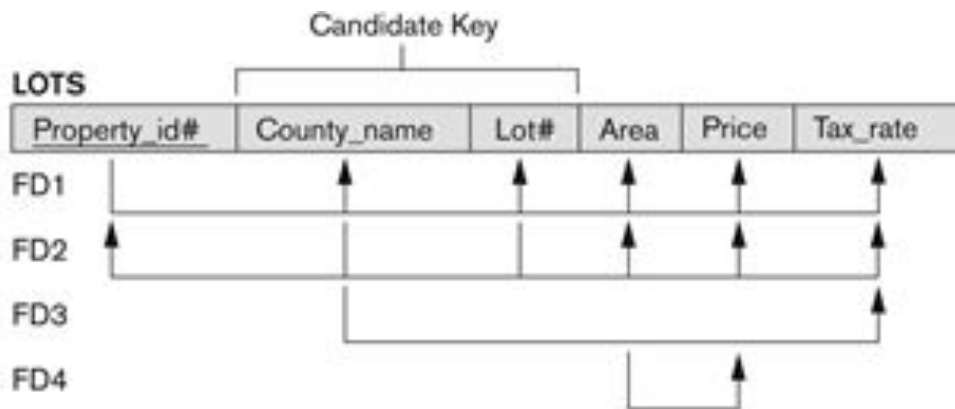 Candidate Key
LOTS
Property_id# County_name Lot# Area Price Tax_rate
FD1
FD2
FD3
FD4